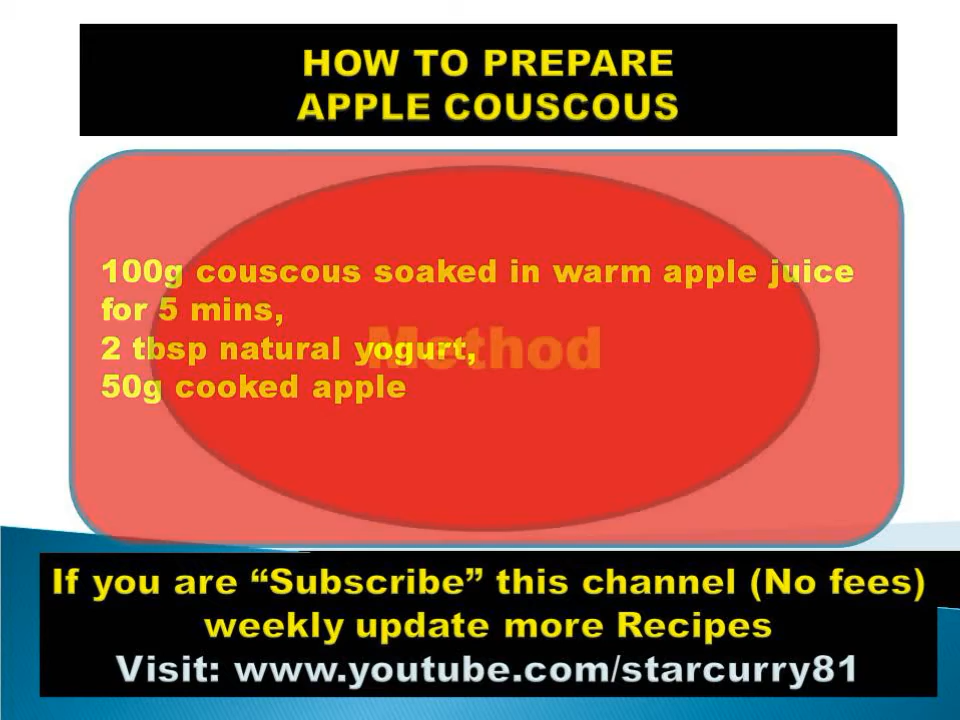 HOW TO PREPARE
APPLE COUSCOUS
100g couscous soaked in warm apple juice
for 5 mins,
Method
2 tbsp natural yogurt,
50g cooked apple
If you are “Subscribe” this channel (No fees)
weekly update more Recipes
Visit: www.youtube.com/starcurry81